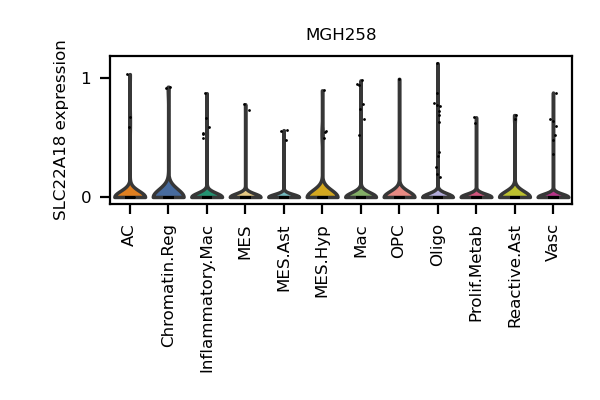 MGH258
SLC22A18 expression
1
0
AC
Chromatin.Reg
Inflammatory.Mac
MES
MES.Ast
MES.Hyp
Mac
OPC
Oligo
Prolif.Metab
Reactive.Ast
Vasc